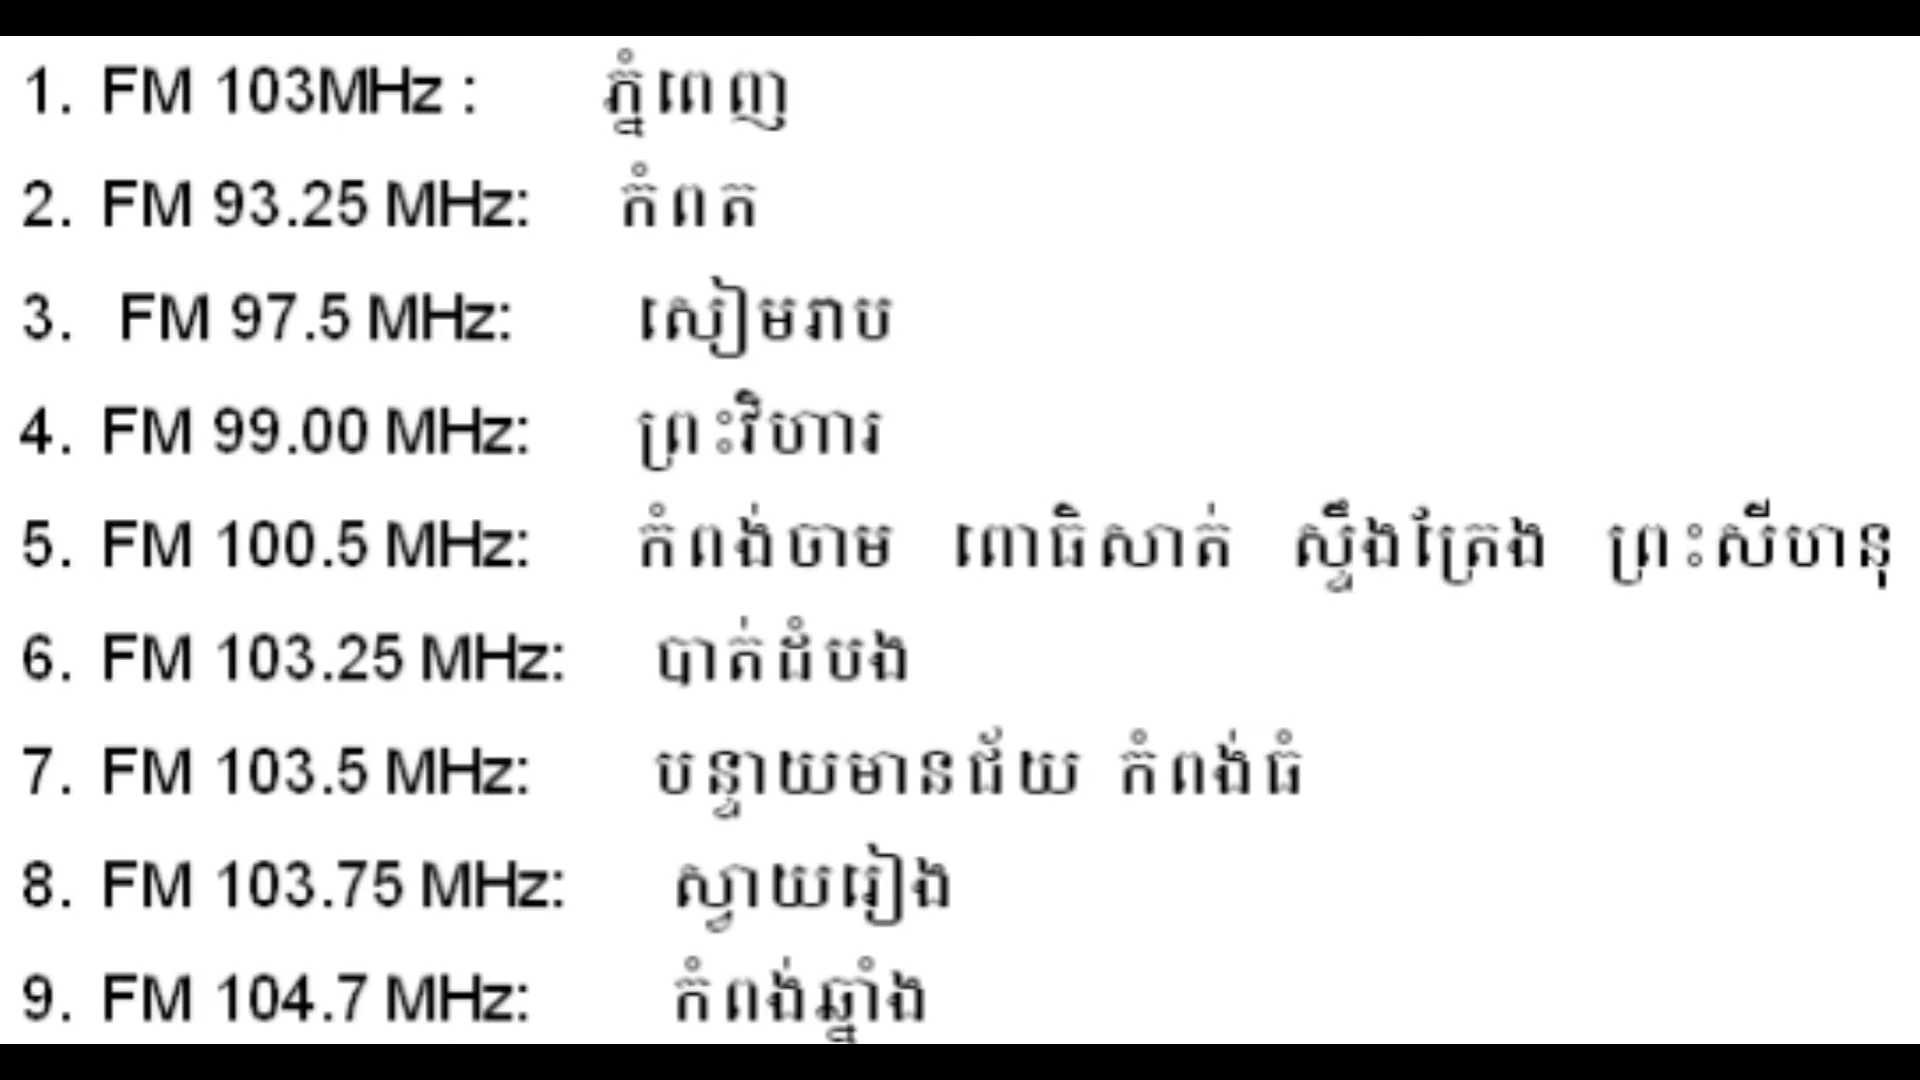 1. FM 103MHz : ភ្នំពេញ
2. FM 93.25 MHz: កំពត
3. FM 97.5 MHz: សៀមរាប
4. FM 99.00 MHz: ព្រះវិហារ
5. FM 100.5 MHz: កំពង់ចាម ពោធិសាត់ ស្ទឹងត្រែង ព្រះសីហនុ
6. FM 103.25 MHz: បាត់ដំបង
7. FM 103.5 MHz: បន្ទាយមានជ័យ កំពង់ធំ
8. FM 103.75 MHz: ស្វាយរៀង
9. FM 104.7 MHz: កំពង់ឆ្នាំង